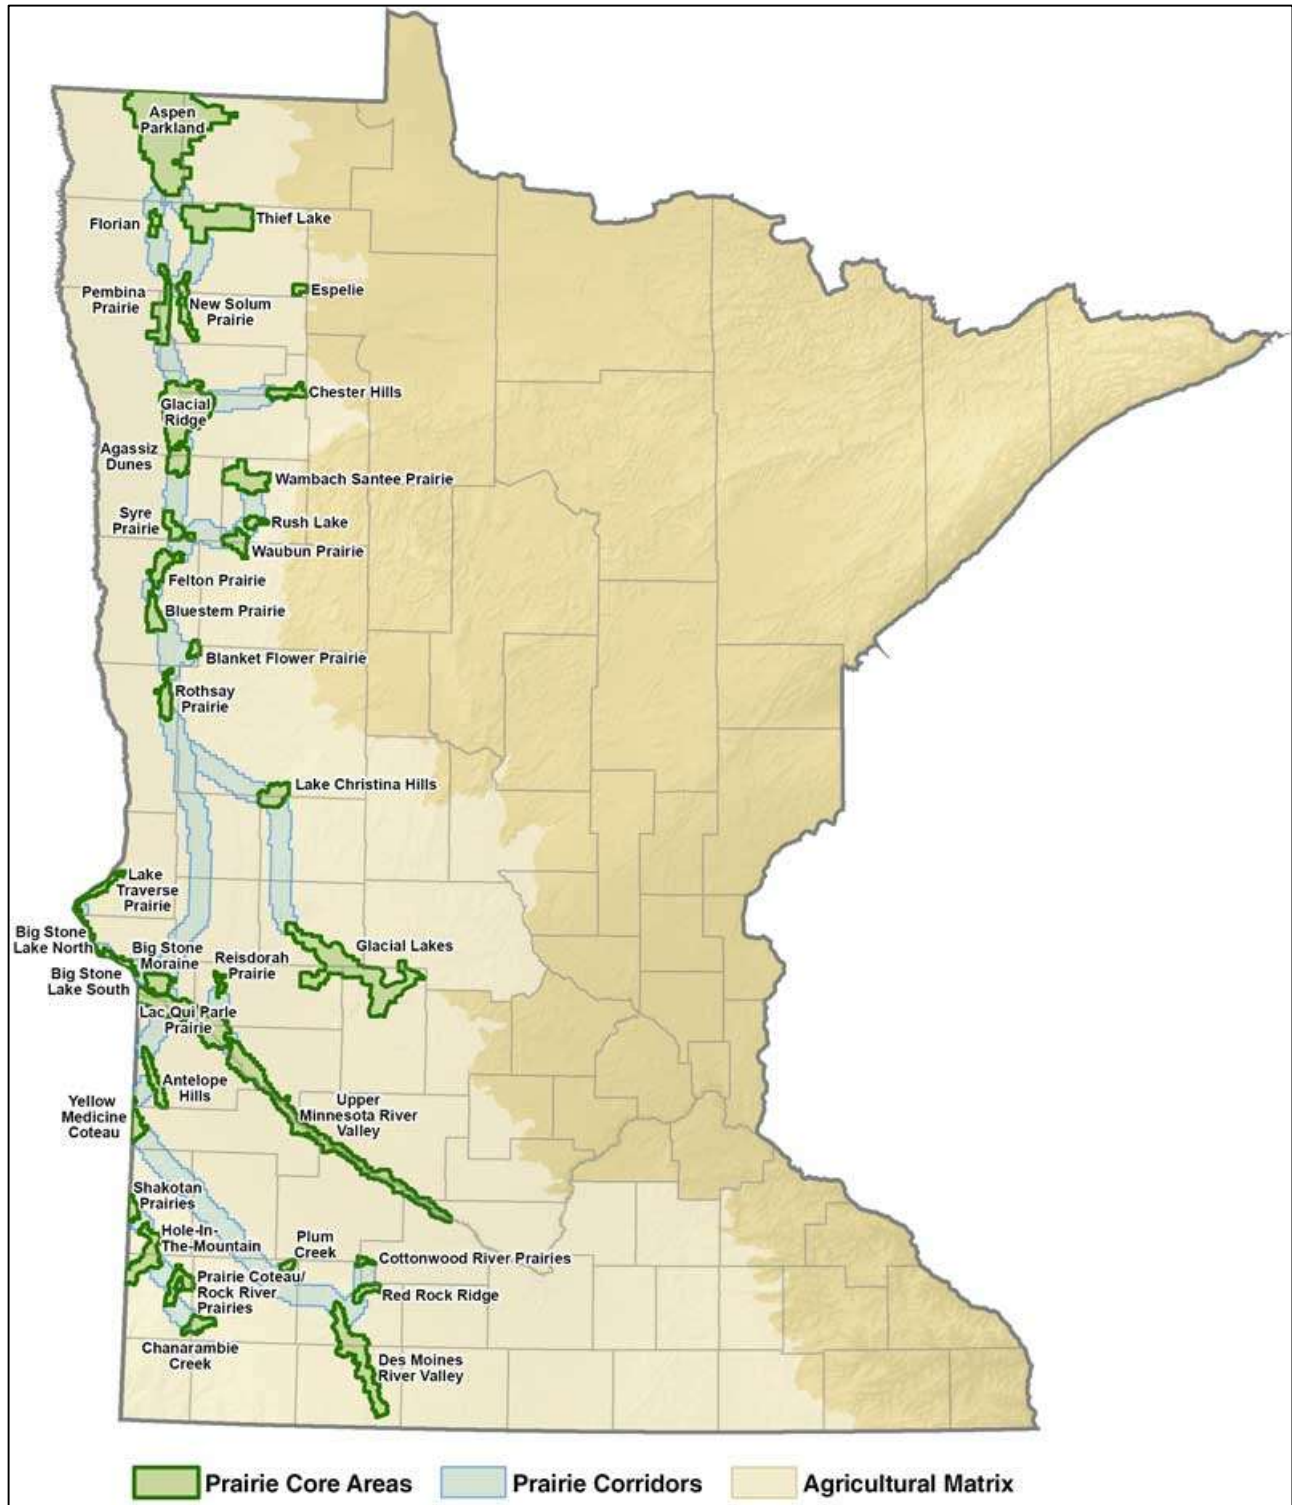 Aspen
Parkland
Florian
Thief Lake
Pembina
Prairie
New Solum
Prairie
Espelie
Glacial
Ridge
Chester Hills
Agassiz
Dunes
Wambach Santee Prairie
Syre
Prairie
Rush Lake
Waubun Prairie
Felton Prairie
Bluestem Prairie
Blanket Flower Prairie
Rothsay
Prairie
Lake Christina Hills
Lake
Traverse
Prairie
Big Stone
Lake North
Big Stone
Moraine
Reisdorah
Prairie
Glacial Lakes
Big Stone
Lake South
Lac Qui Parle
Prairie
Antelope
Hills
Yellow
Medicine
Coteau
Upper
Minnesota River
Valley
Shakotan
Prairies
Hole-In-
The-Mountain
Plum
Creek
Cottonwood River Prairies
Prairie Coteau/
Rock River
Prairies
Red Rock Ridge
Chanarambie
Creek
Des Moines
River Valley
Prairie Core Areas
Prairie Corridors
Agricultural Matrix